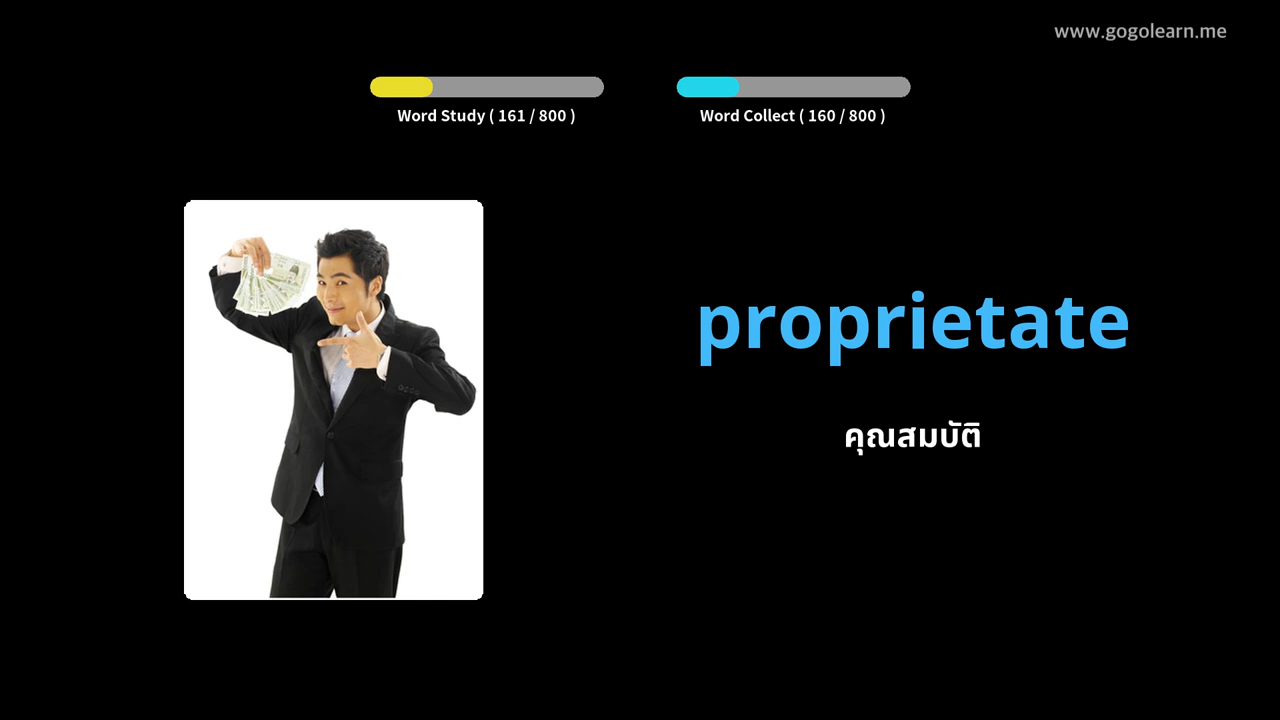 www.gogolearn.me
Word Study ( 161 / 800 )
Word Collect ( 160 / 800 )
proprietate
คุณสมบัติ